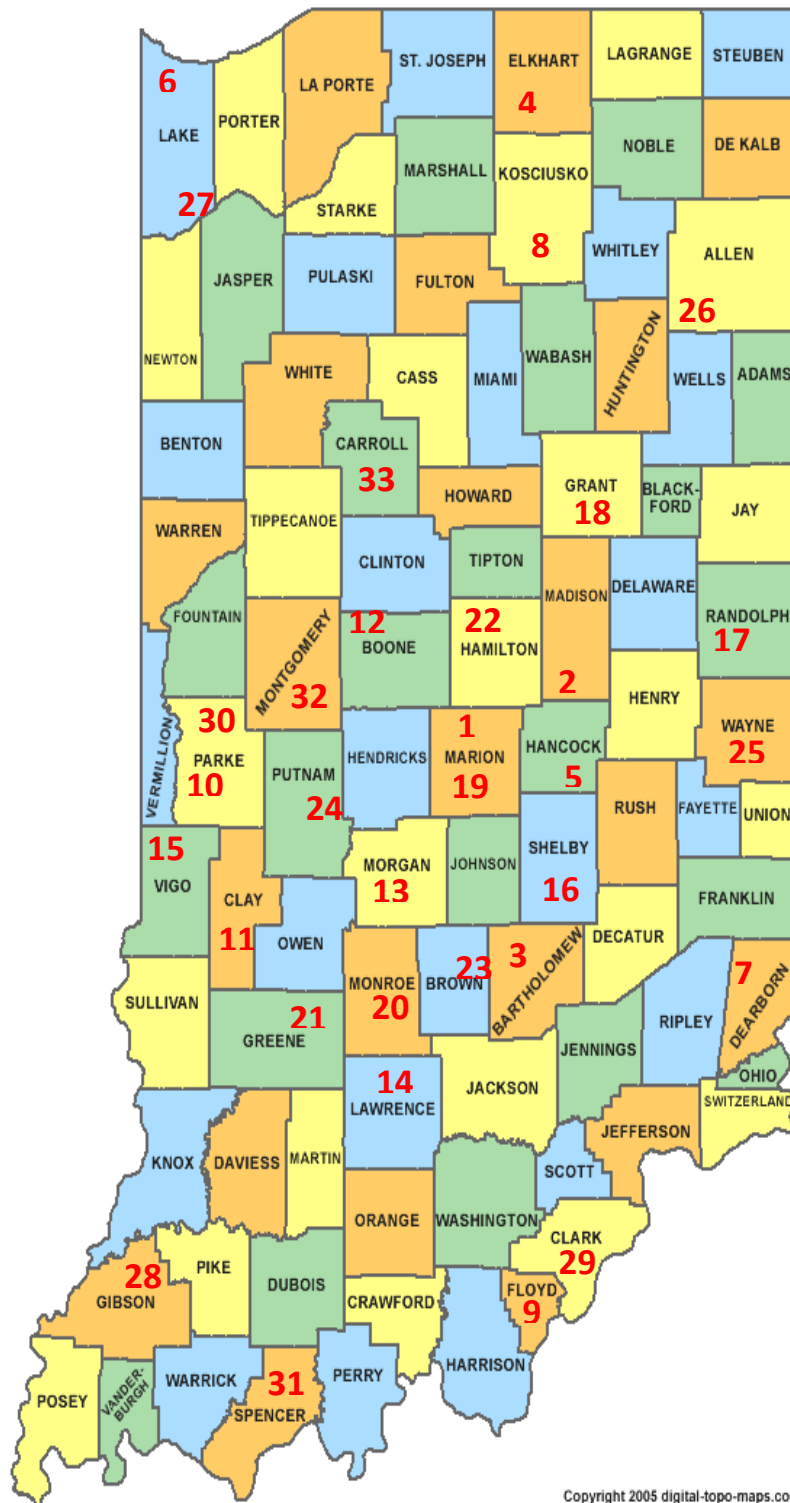 ST. JOSEPH
ELKHART
LAGRANGE
STEUBEN
6
LA PORTE
4
LAKE
PORTER
NOBLE
DE KALB
MARSHALL
KOSCIUSKO
27
STARKE
8
WHITLEY
ALLEN
JASPER
PULASKI
FULTON
26
NEWTON
WHITE
CASS
MIAMI
WABASH
HUNTINGTON
WELLS
ADAMS
BENTON
CARROLL
33
HOWARD
GRANT
18
BLACK-
FORD
JAY
WARREN
TIPPECANOE
CLINTON
TIPTON
MADISON
DELAWARE
FOUNTAIN
MONTGOMERY
32
12
BOONE
22
HAMILTON
2
HENRY
RANDOLPH
17
30
PARKE
10
VERMILLION
PUTNAM
24
HENDRICKS
1
MARION
19
HANCOCK
5
WAYNE
25
RUSH
FAYETTE
UNION
15
VIGO
CLAY
11
OWEN
MORGAN
13
JOHNSON
SHELBY
16
DECATUR
FRANKLIN
SULLIVAN
21
GREENE
MONROE
20
BROWN
23
3
BARTHOLOMEW
JENNINGS
RIPLEY
7
DEARBORN
OHIO
SWITZERLAND
14
LAWRENCE
JACKSON
JEFFERSON
KNOX
DAVIESS
MARTIN
ORANGE
WASHINGTON
SCOTT
CLARK
29
28
GIBSON
PIKE
DUBOIS
CRAWFORD
FLOYD
9
HARRISON
POSEY
VANDER-
BURGH
WARRICK
31
SPENCER
PERRY
Copyright 2005 digital-topo-maps.co